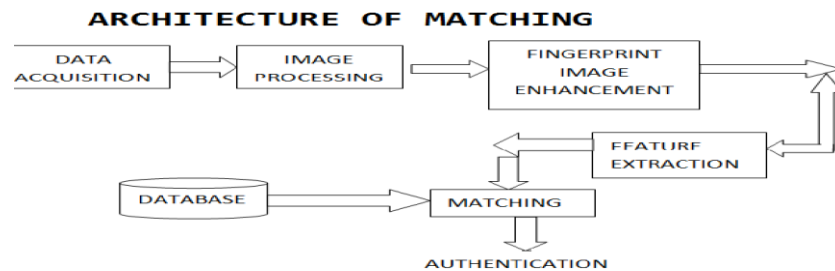 ARCHITECTURE OF MATCHING
DATA
ACQUISITION
IMAGE
PROCESSING
FINGERPRINT
IMAGE
ENHANCEMENT
FFATURF
EXTRACTION
DATABASE
MATCHING
AUTHENTICATION